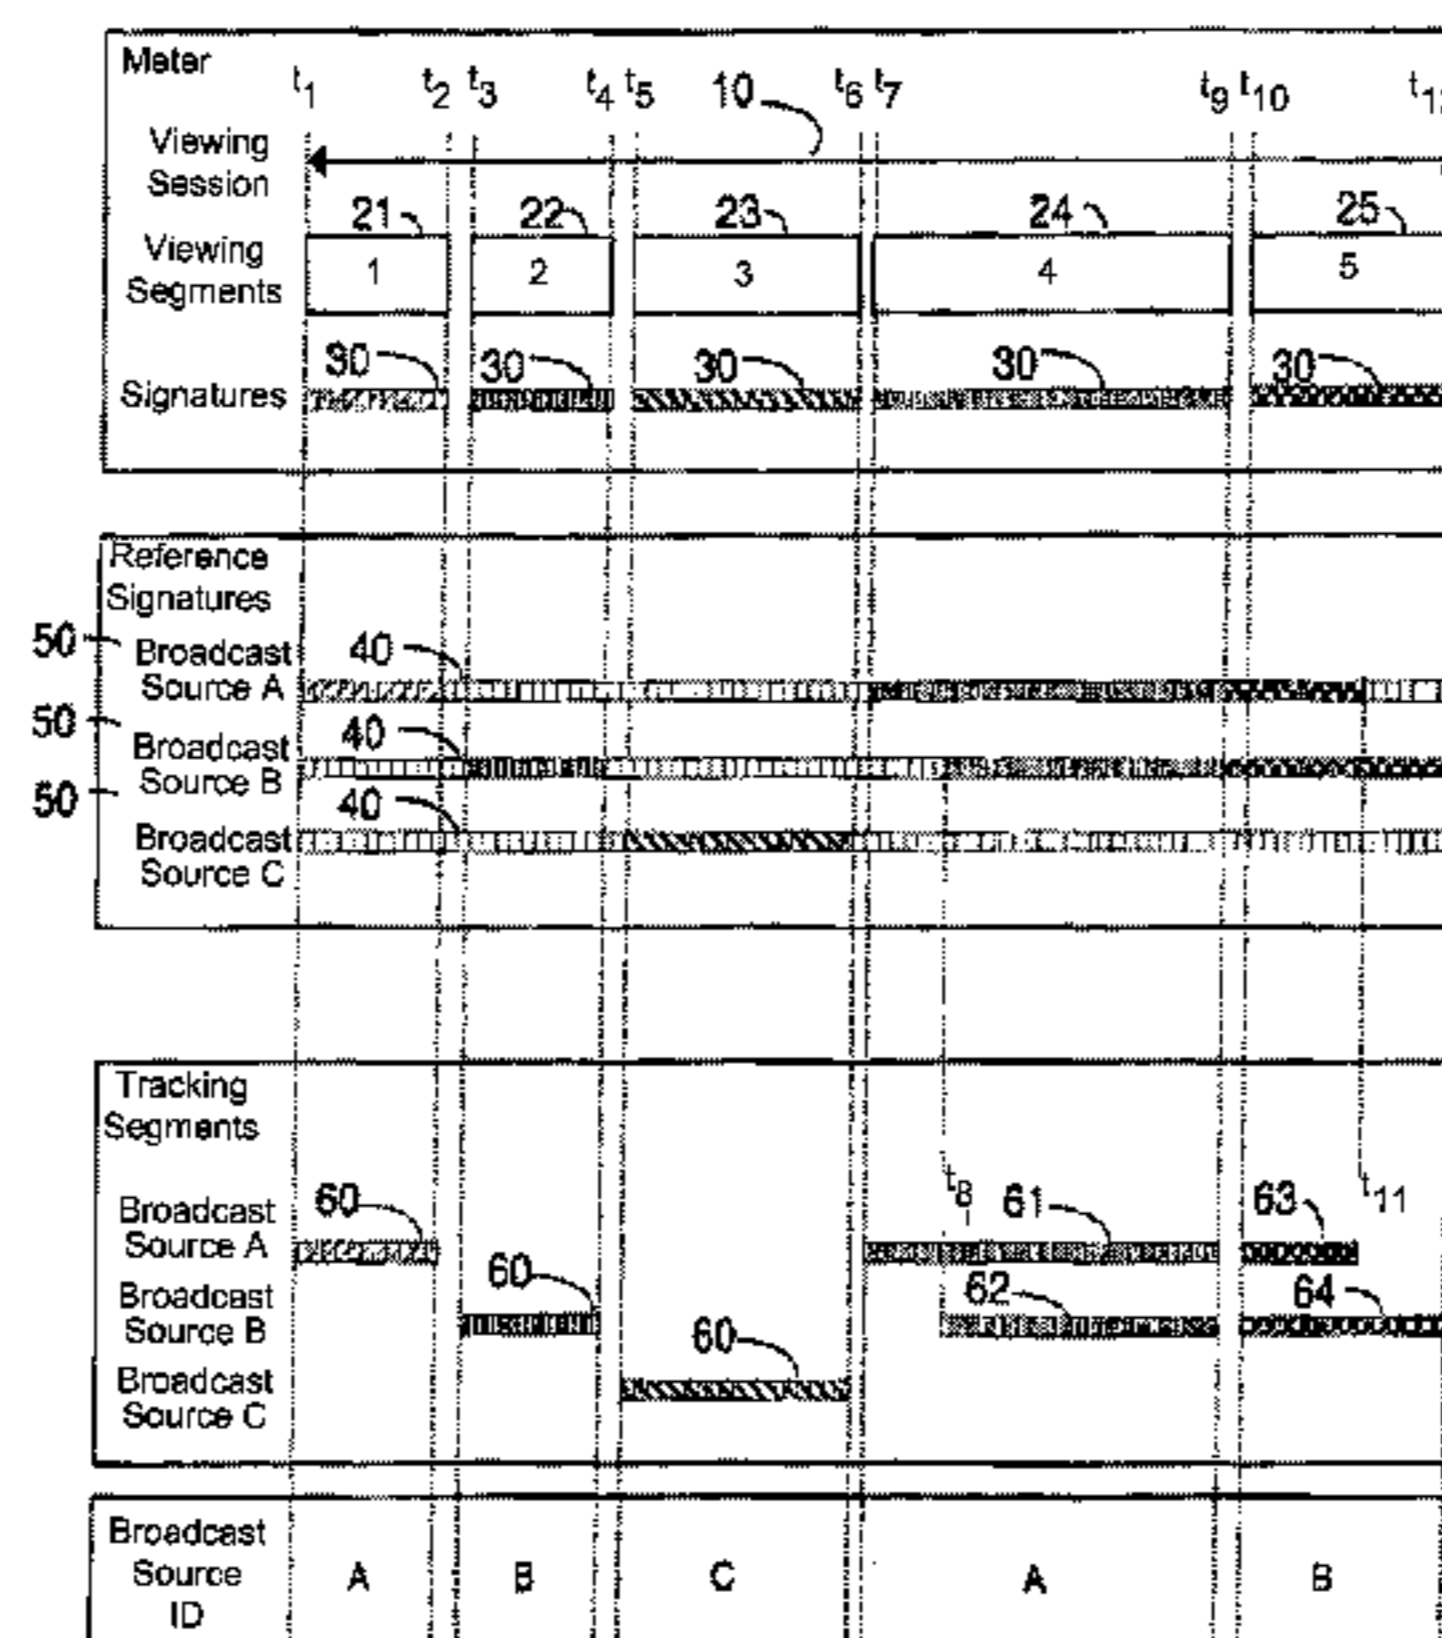 Meter
t1 t2 t3 t4 t5 10 t6 t7 t9 t10
Viewing
Session
21 22 23 24 25
Viewing
Segments
1 2 3 4 5
30 30 30 30 30
Signatures
Reference
Signatures
50
Broadcast
Source A
40
50
Broadcast
Source B
40
50
Broadcast
Source C
40
Tracking
Segments
t8 t11
Broadcast
Source A
60 61 63
Broadcast
Source B
60 62 64
Broadcast
Source C
60
Broadcast
Source
ID
A B C A B